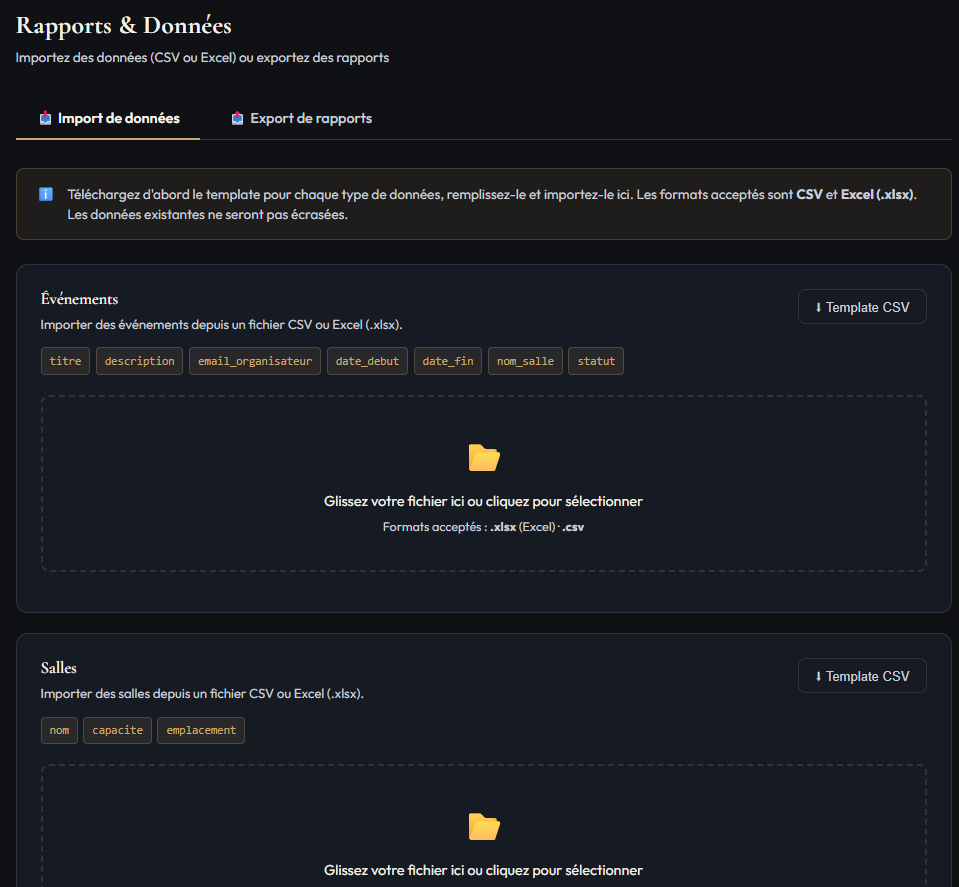 Rapports & Données
Importez des données (CSV ou Excel) ou exportez des rapports
Import de données
Export de rapports
Téléchargez d'abord le template pour chaque type de données, remplissez-le et importez-le ici. Les formats acceptés sont CSV et Excel (.xlsx).
Les données existantes ne seront pas écrasées.
Événements
⬇ Template CSV
Importer des événements depuis un fichier CSV ou Excel (.xlsx).
titre description email_organisateur date_debut date_fin nom_salle statut
Glissez votre fichier ici ou cliquez pour sélectionner
Formats acceptés : .xlsx (Excel) · .csv
Salles
⬇ Template CSV
Importer des salles depuis un fichier CSV ou Excel (.xlsx).
nom capacite emplacement
Glissez votre fichier ici ou cliquez pour sélectionner